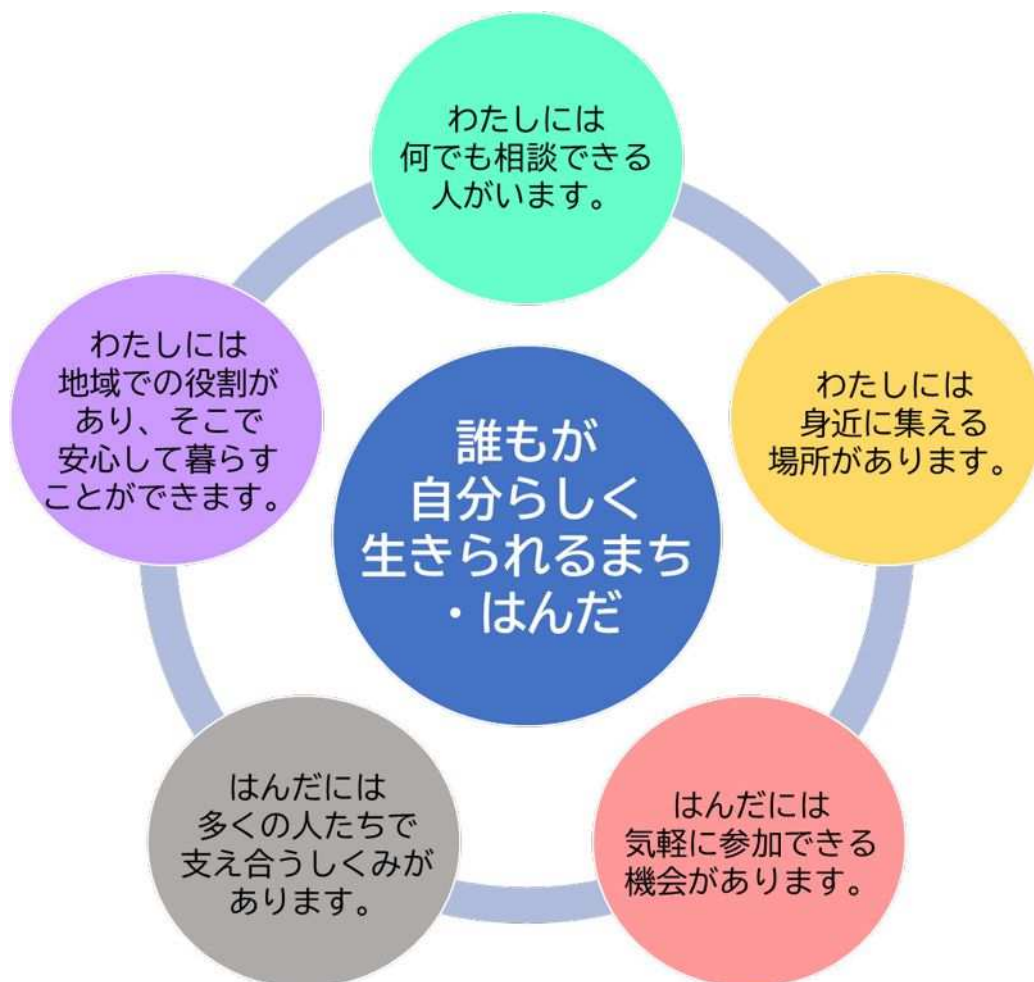 わたしには
何でも相談できる
人がいます。
わたしには
身近に集える
場所があります。
はんだには
気軽に参加できる
機会があります。
はんだには
多くの人たちで
支え合うしくみが
あります。
わたしには
地域での役割が
あり、そこで
安心して暮らす
ことができます。
誰もが
自分らしく
生きられるまち
・はんだ